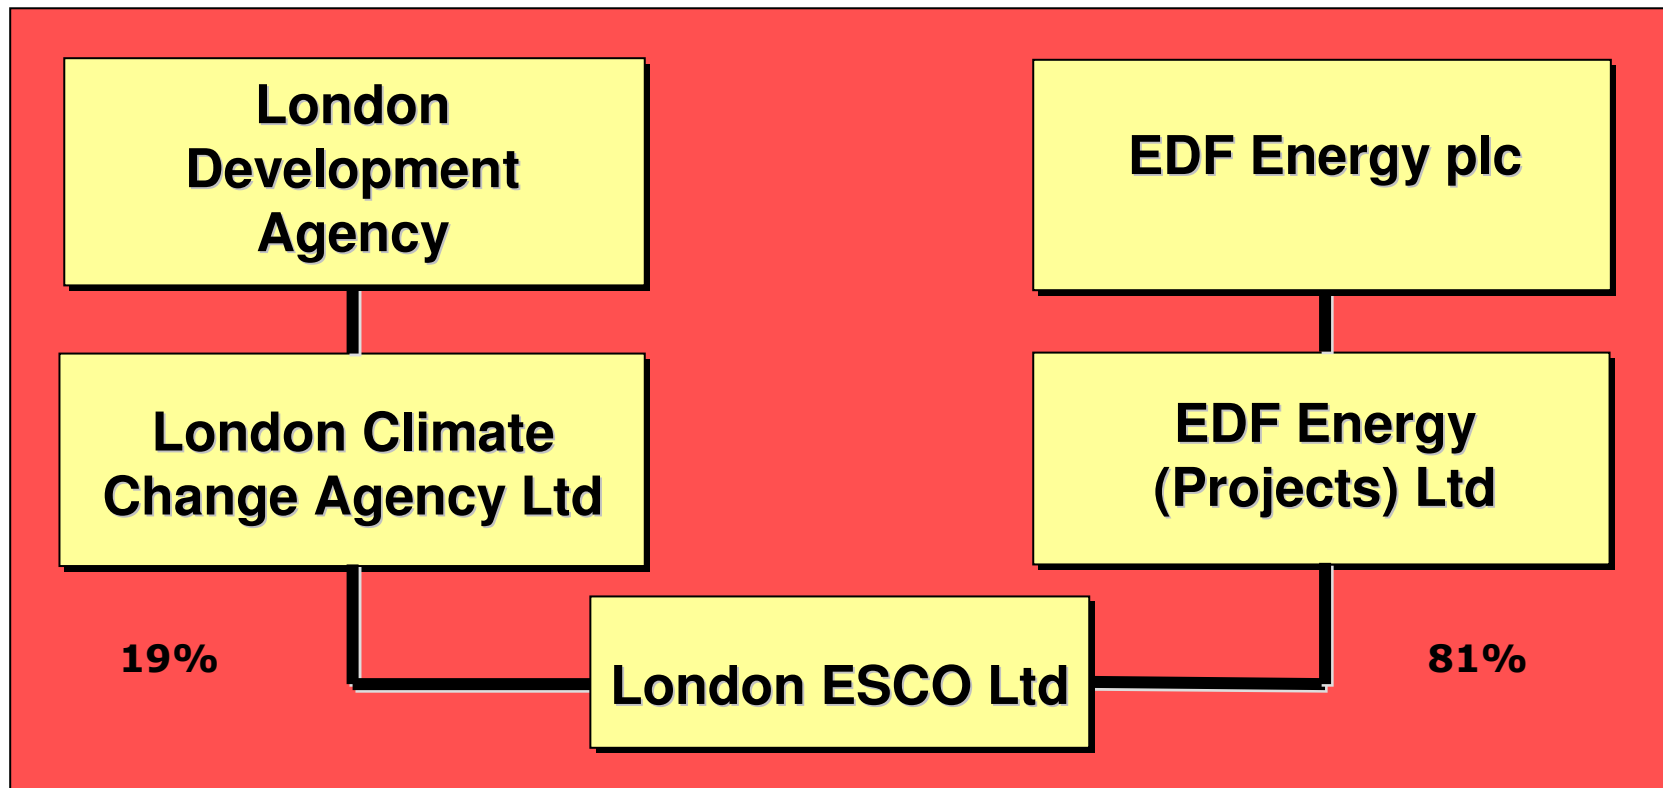 London
Development
Agency
EDF Energy plc
London Climate
Change Agency Ltd
EDF Energy
(Projects) Ltd
19%
London ESCO Ltd
81%